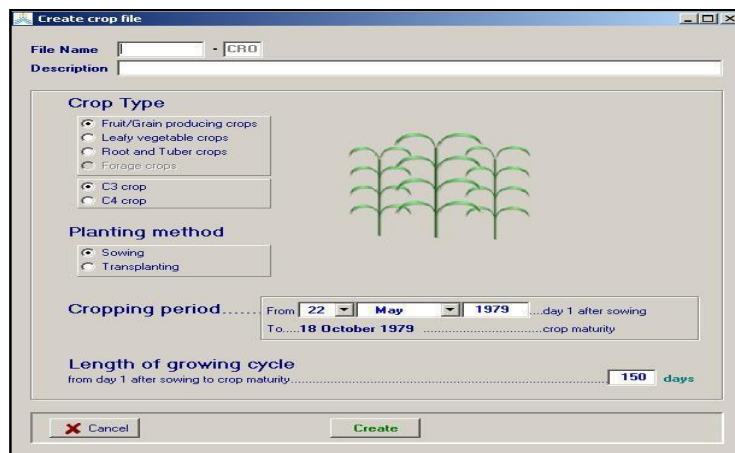 Create crop file
File Name - CRO
Description
Crop Type
Fruit/Grain producing crops
Leafy vegetable crops
Root and Tuber crops
Forage crops
C3 crop
C4 crop
Planting method
Sowing
Transplanting
Cropping period....... From 22 May 1979 ....day 1 after sowing
To....18 October 1979 ..............................crop maturity
Length of growing cycle
from day 1 after sowing to crop maturity.................................................................................. 150 days
Cancel Create